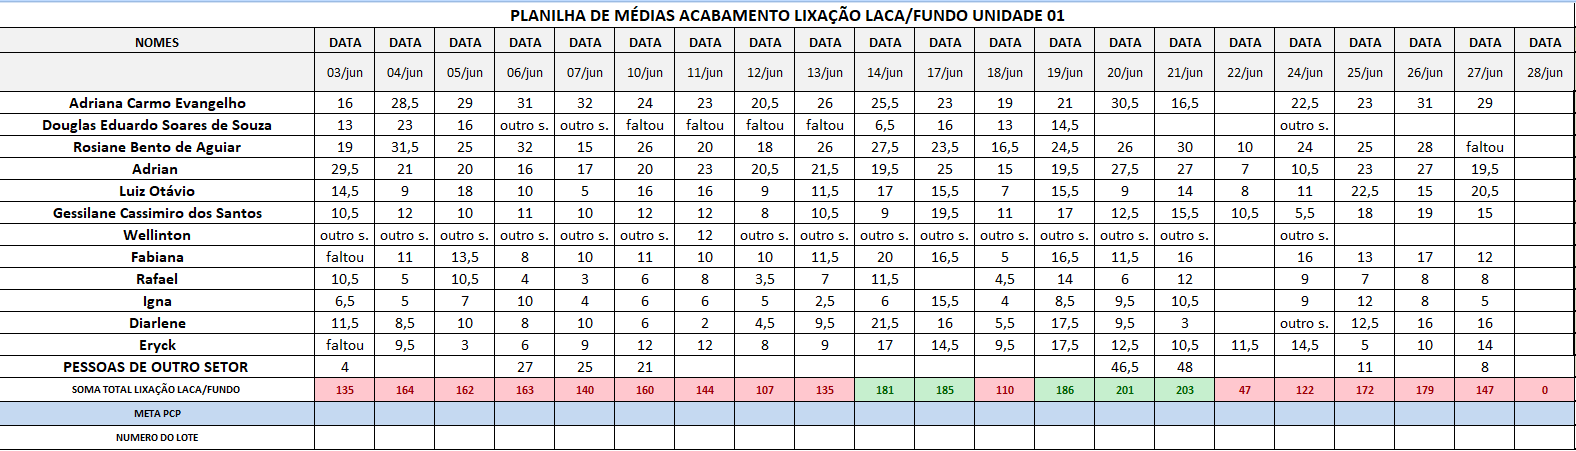 PLANILHA DE MÉDIAS ACABAMENTO LIXAÇÃO LACA/FUNDO UNIDADE 01
NOMES DATA DATA DATA DATA DATA DATA DATA DATA DATA DATA DATA DATA DATA DATA DATA DATA DATA DATA DATA DATA DATA
03/jun 04/jun 05/jun 06/jun 07/jun 10/jun 11/jun 12/jun 13/jun 14/jun 17/jun 18/jun 19/jun 20/jun 21/jun 22/jun 24/jun 25/jun 26/jun 27/jun 28/jun
Adriana Carmo Evangelho 16 28,5 29 31 32 24 23 20,5 26 25,5 23 19 21 30,5 16,5 22,5 23 31 29
Douglas Eduardo Soares de Souza 13 23 16 outro s. outro s. faltou faltou faltou faltou 6,5 16 13 14,5 outro s.
Rosiane Bento de Aguiar 19 31,5 25 32 15 26 20 18 26 27,5 23,5 16,5 24,5 26 30 10 24 25 28 faltou
Adrian 29,5 21 20 16 17 20 23 20,5 21,5 19,5 25 15 19,5 27,5 27 7 10,5 23 27 19,5
Luiz Otávio 14,5 9 18 10 5 16 16 9 11,5 17 15,5 7 15,5 9 14 8 11 22,5 15 20,5
Gessilane Cassimiro dos Santos 10,5 12 10 11 10 12 12 8 10,5 9 19,5 11 17 12,5 15,5 10,5 5,5 18 19 15
Wellinton outro s. outro s. outro s. outro s. outro s. outro s. 12 outro s. outro s. outro s. outro s. outro s. outro s. outro s. outro s. outro s.
Fabiana faltou 11 13,5 8 10 11 10 10 11,5 20 16,5 5 16,5 11,5 16 16 13 17 12
Rafael 10,5 5 10,5 4 3 6 8 3,5 7 11,5 4,5 14 6 12 9 7 8 8
Igna 6,5 5 7 10 4 6 6 5 2,5 6 15,5 4 8,5 9,5 10,5 9 12 8 5
Diarlene 11,5 8,5 10 8 10 6 2 4,5 9,5 21,5 16 5,5 17,5 9,5 3 outro s. 12,5 16 16
Eryck faltou 9,5 3 6 9 12 12 8 9 17 14,5 9,5 17,5 12,5 10,5 11,5 14,5 5 10 14
PESSOAS DE OUTRO SETOR 4 27 25 21 46,5 48 11 8
SOMA TOTAL LIXAÇÃO LACA/FUNDO 135 164 162 163 140 160 144 107 135 181 185 110 186 201 203 47 122 172 179 147 0
META PCP
NUMERO DO LOTE